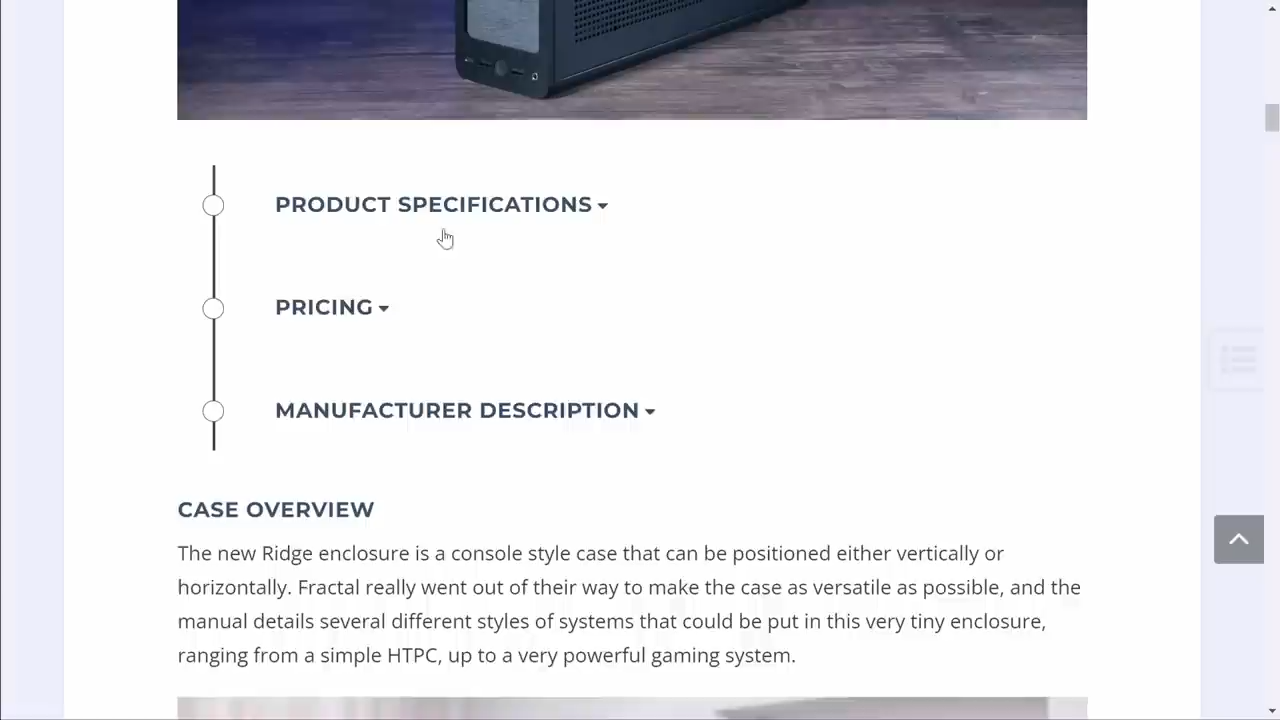 PRODUCT SPECIFICATIONS
PRICING
MANUFACTURER DESCRIPTION
CASE OVERVIEW
The new Ridge enclosure is a console style case that can be positioned either vertically or
horizontally. Fractal really went out of their way to make the case as versatile as possible, and the
manual details several different styles of systems that could be put in this very tiny enclosure,
ranging from a simple HTPC, up to a very powerful gaming system.